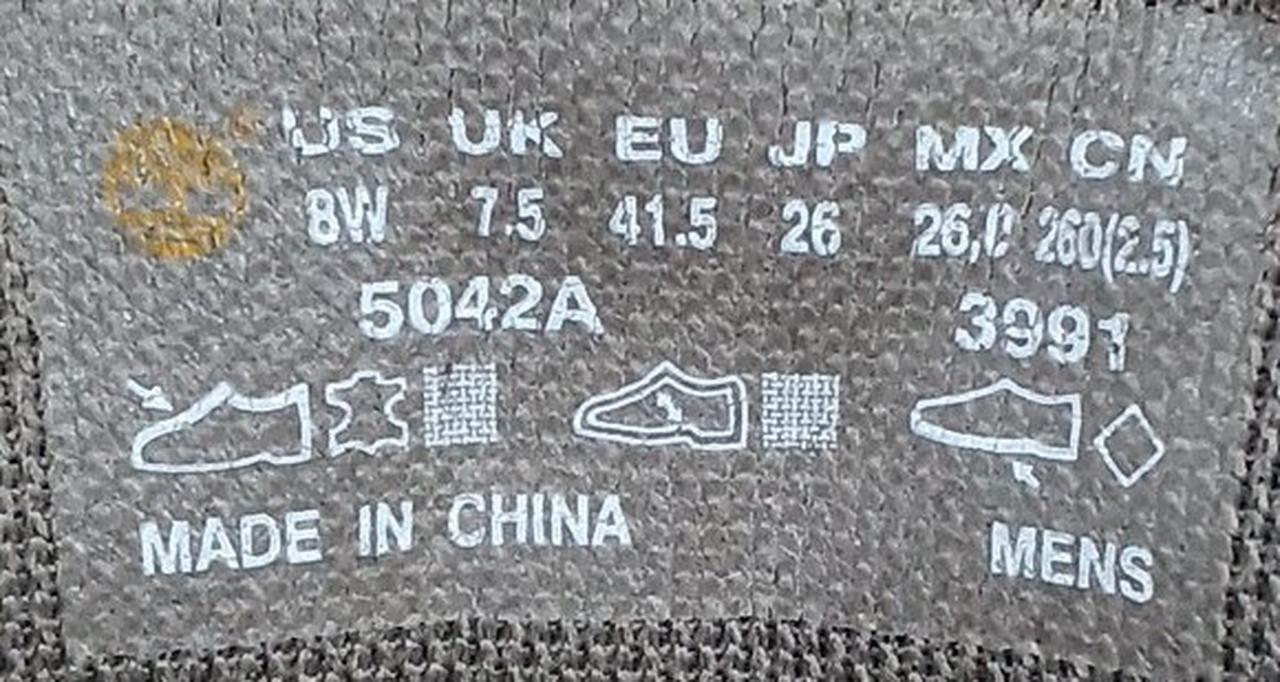 US UK EU JP MX CN
8W 7.5 41.5 26 26,0 260(2.5)
5042A 3991
MADE IN CHINA MENS